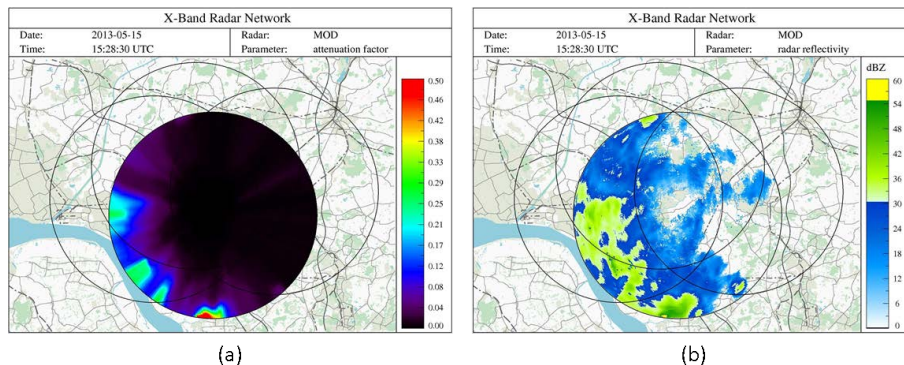 X-Band Radar Network
Date: 2013-05-15 Radar: MOD
Time: 15:28:30 UTC Parameter: attenuation factor
0.50
0.46
0.42
0.38
0.33
0.29
0.25
0.21
0.17
0.12
0.08
0.04
0.00
(a)
X-Band Radar Network
Date: 2013-05-15 Radar: MOD
Time: 15:28:30 UTC Parameter: radar reflectivity
dBZ
60
54
48
42
36
30
24
18
12
6
0
(b)